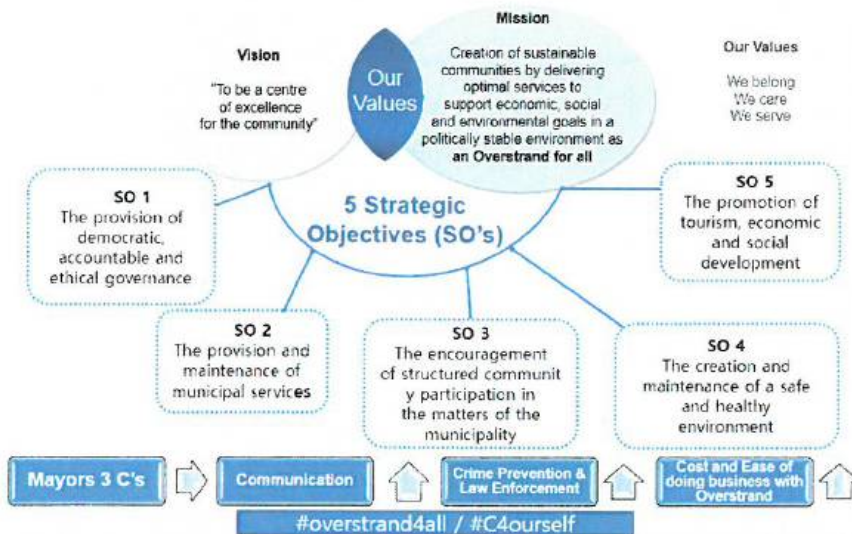 Vision
"To be a centre
of excellence
for the community"
Our
Values
Mission
Creation of sustainable
communities by delivering
optimal services to
support economic, social
and environmental goals in a
politically stable environment as
an Overstrand for all
Our Values
We belong
We care
We serve
5 Strategic
Objectives (SO's)
SO 1
The provision of
democratic,
accountable and
ethical governance
SO 2
The provision and
maintenance of
municipal services
SO 3
The encouragement
of structured communit
y participation in
the matters of the
municipality
SO 4
The creation and
maintenance of a safe
and healthy
environment
SO 5
The promotion of
tourism, economic
and social
development
Mayors 3 C's
Communication
Crime Prevention &
Law Enforcement
Cost and Ease of
doing business with
Overstrand
#overstrand4all / #C4ourself